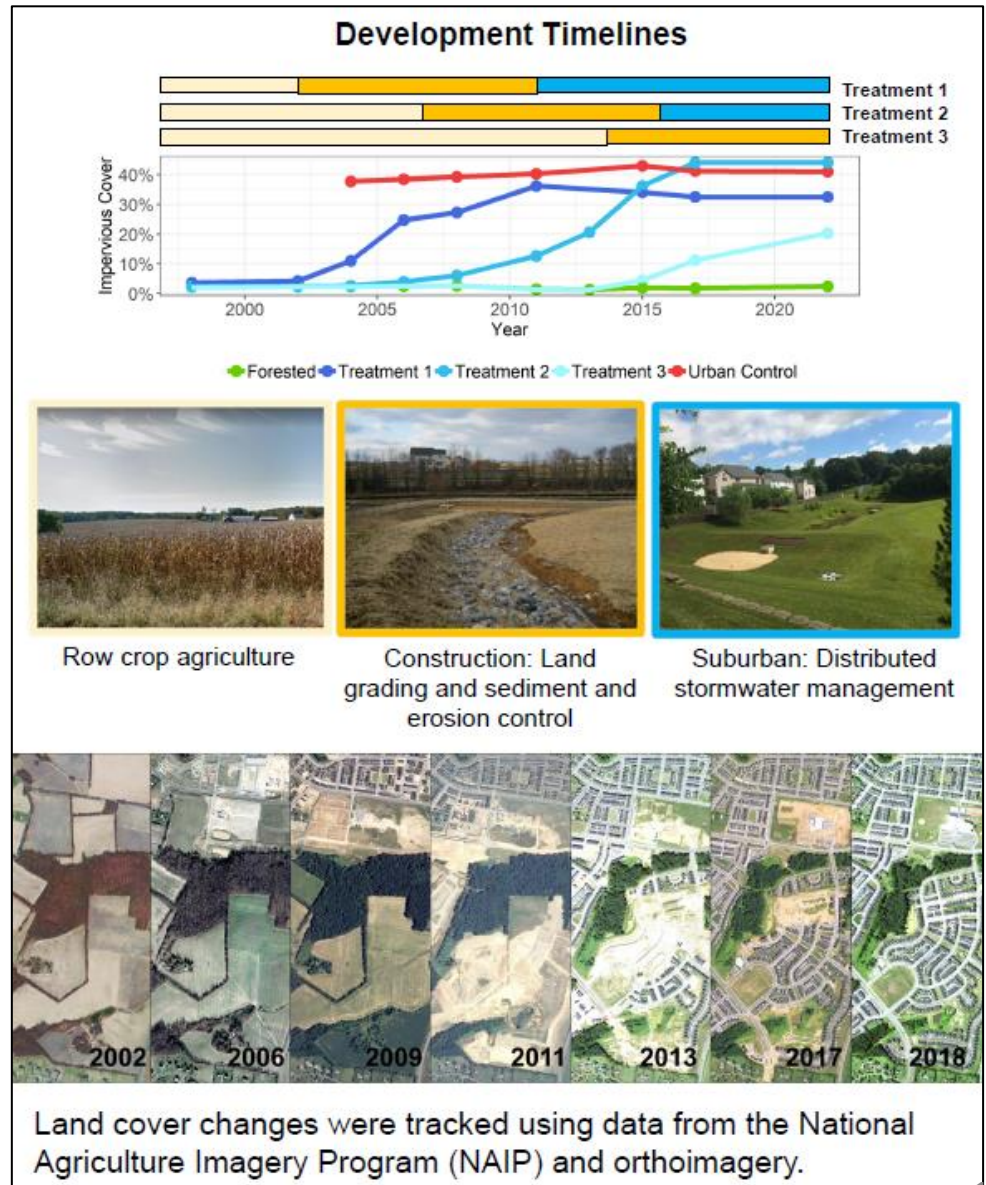 Development Timelines
Treatment 1
Treatment 2
Treatment 3
Impervious Cover
40%
30%
20%
10%
0%
2000 2005 2010 2015 2020
Year
Forested Treatment 1 Treatment 2 Treatment 3 Urban Control
Row crop agriculture
Construction: Land
grading and sediment and
erosion control
Suburban: Distributed
stormwater management
2002 2006 2009 2011 2013 2017 2018
Land cover changes were tracked using data from the National
Agriculture Imagery Program (NAIP) and orthoimagery.